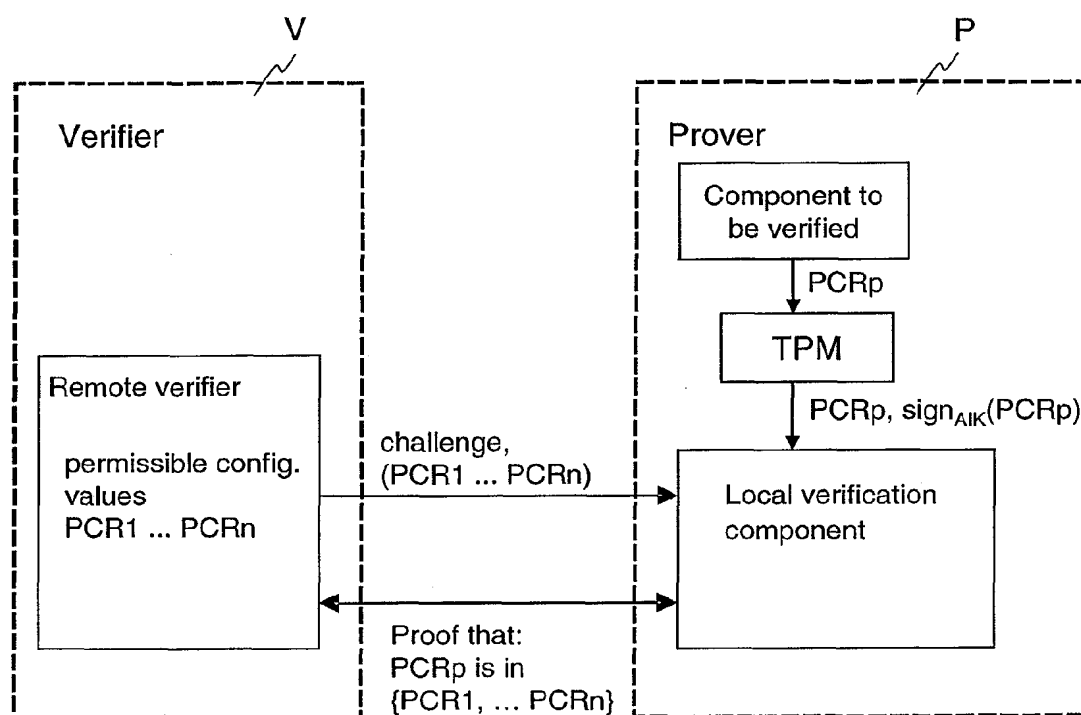 V
P
Verifier
Prover
Component to
be verified
PCRp
TPM
PCRp, sign_AIK(PCRp)
Remote verifier
permissible config.
values
PCR1 ... PCRn
challenge,
(PCR1 ... PCRn)
Local verification
component
Proof that:
PCRp is in
{PCR1, ... PCRn}